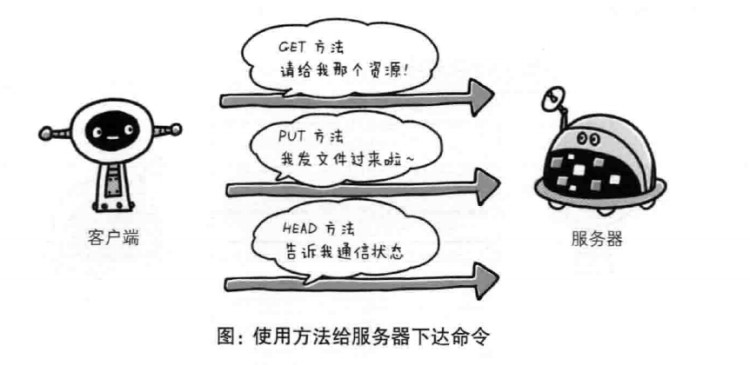 GET 方法
请给我那个资源!
PUT 方法
我发文件过来啦~
HEAD 方法
告诉我通信状态
客户端
服务器
图：使用方法给服务器下达命令